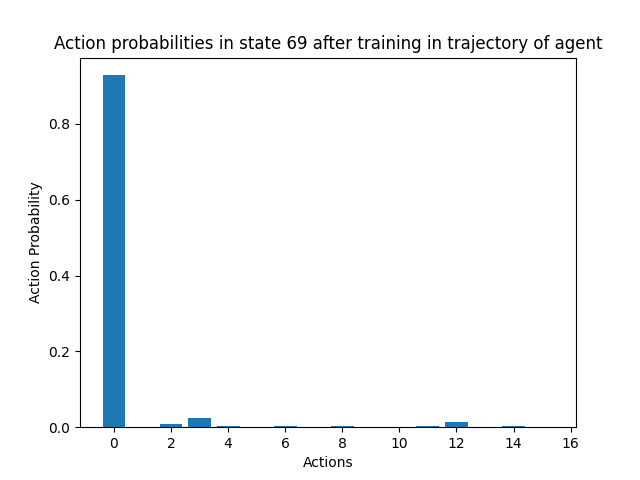 Action probabilities in state 69 after training in trajectory of agent
0.8
0.6
0.4
0.2
0.0
Action Probability
0 2 4 6 8 10 12 14 16
Actions